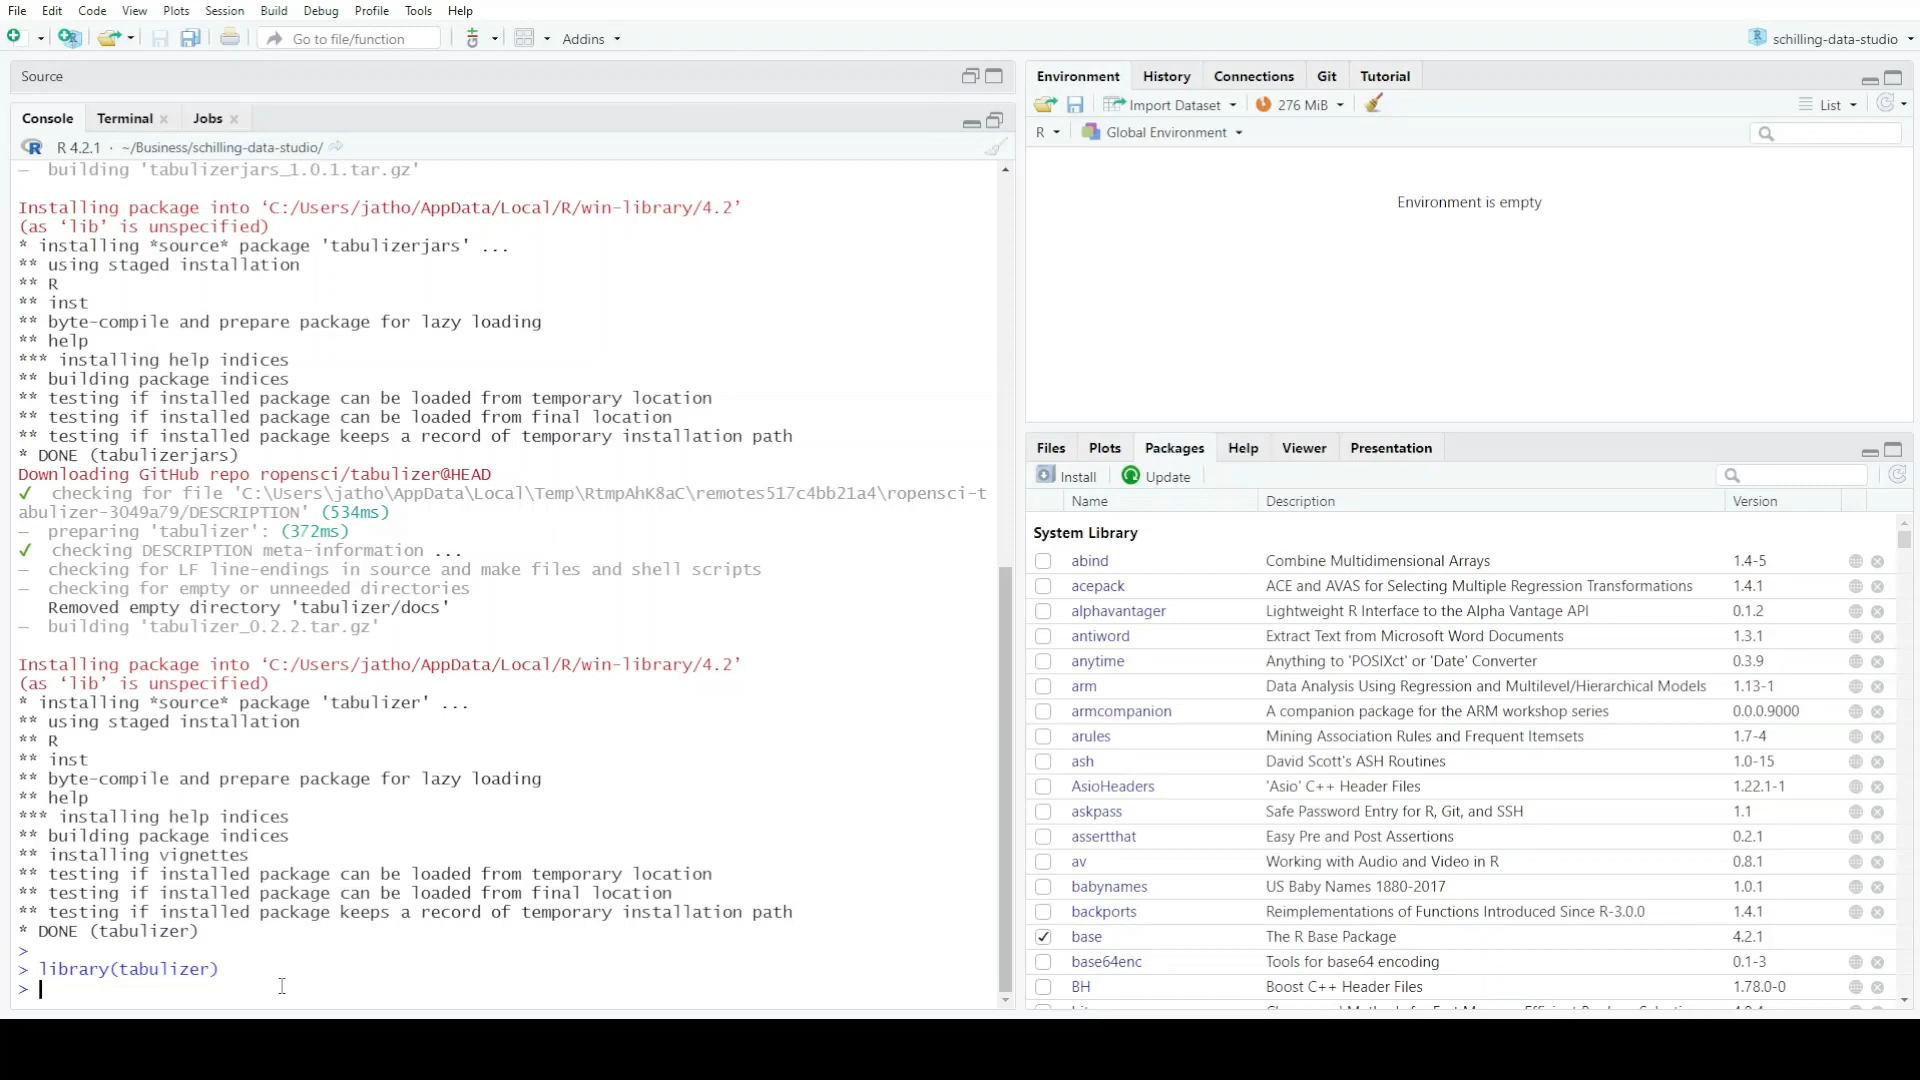 File Edit Code View Plots Session Build Debug Profile Tools Help
Go to file/function Addins schilling-data-studio
Source
Console Terminal Jobs
R 4.2.1 · ~/Business/schilling-data-studio/
— building 'tabulizerjars_1.0.1.tar.gz'
Installing package into ‘C:/Users/jatho/AppData/Local/R/win-library/4.2’
(as ‘lib’ is unspecified)
* installing *source* package 'tabulizerjars' ...
** using staged installation
** R
** inst
** byte-compile and prepare package for lazy loading
** help
*** installing help indices
** building package indices
** testing if installed package can be loaded from temporary location
** testing if installed package can be loaded from final location
** testing if installed package keeps a record of temporary installation path
* DONE (tabulizerjars)
Downloading GitHub repo ropensci/tabulizer@HEAD
✔ checking for file 'C:\Users\jatho\AppData\Local\Temp\RtmpAhK8aC\remotes517c4bb21a4\ropensci-t
abulizer-3049a79/DESCRIPTION' (534ms)
— preparing 'tabulizer': (372ms)
✔ checking DESCRIPTION meta-information ...
— checking for LF line-endings in source and make files and shell scripts
— checking for empty or unneeded directories
Removed empty directory 'tabulizer/docs'
— building 'tabulizer_0.2.2.tar.gz'
Installing package into ‘C:/Users/jatho/AppData/Local/R/win-library/4.2’
(as ‘lib’ is unspecified)
* installing *source* package 'tabulizer' ...
** using staged installation
** R
** inst
** byte-compile and prepare package for lazy loading
** help
*** installing help indices
** building package indices
** installing vignettes
** testing if installed package can be loaded from temporary location
** testing if installed package can be loaded from final location
** testing if installed package keeps a record of temporary installation path
* DONE (tabulizer)
>
> library(tabulizer)
>
Environment History Connections Git Tutorial
Import Dataset 276 MiB List
R Global Environment
Environment is empty
Files Plots Packages Help Viewer Presentation
Install Update
Name Description Version
System Library
abind Combine Multidimensional Arrays 1.4-5
acepack ACE and AVAS for Selecting Multiple Regression Transformations 1.4.1
alphavantager Lightweight R Interface to the Alpha Vantage API 0.1.2
antiword Extract Text from Microsoft Word Documents 1.3.1
anytime Anything to 'POSIXct' or 'Date' Converter 0.3.9
arm Data Analysis Using Regression and Multilevel/Hierarchical Models 1.13-1
armcompanion A companion package for the ARM workshop series 0.0.0.9000
arules Mining Association Rules and Frequent Itemsets 1.7-4
ash David Scott's ASH Routines 1.0-15
AsioHeaders 'Asio' C++ Header Files 1.22.1-1
askpass Safe Password Entry for R, Git, and SSH 1.1
assertthat Easy Pre and Post Assertions 0.2.1
av Working with Audio and Video in R 0.8.1
babynames US Baby Names 1880-2017 1.0.1
backports Reimplementations of Functions Introduced Since R-3.0.0 1.4.1
base The R Base Package 4.2.1
base64enc Tools for base64 encoding 0.1-3
BH Boost C++ Header Files 1.78.0-0